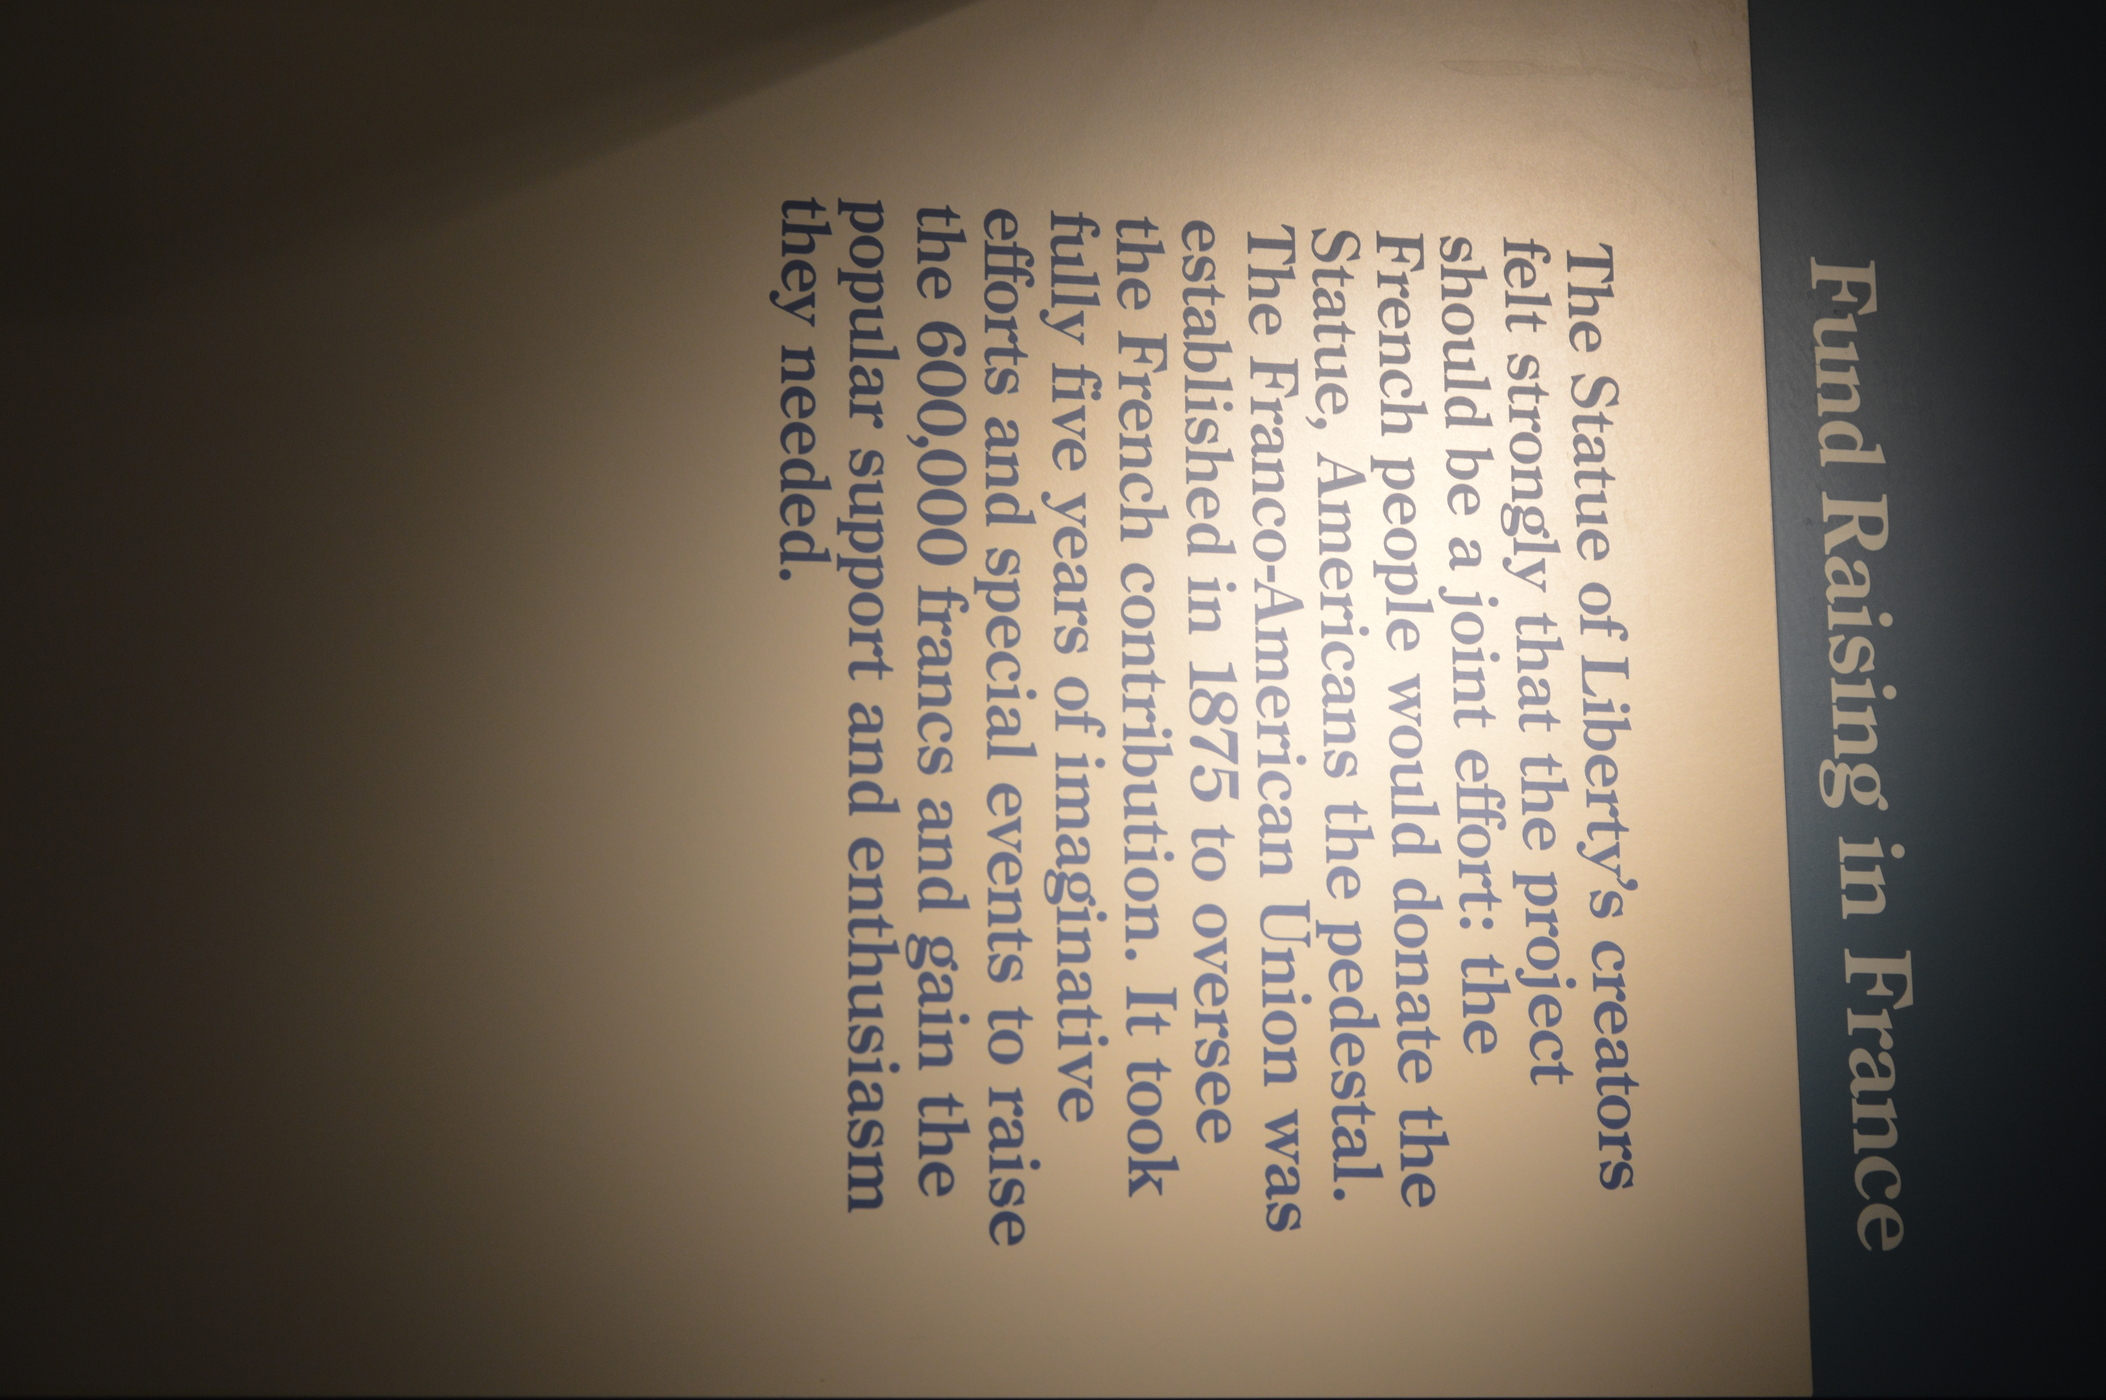 Fund Raising in France
The Statue of Liberty's creators
felt strongly that the project
should be a joint effort: the
French people would donate the
Statue, Americans the pedestal.
The Franco-American Union was
established in 1875 to oversee
the French contribution. It took
fully five years of imaginative
efforts and special events to raise
the 600,000 francs and gain the
popular support and enthusiasm
they needed.